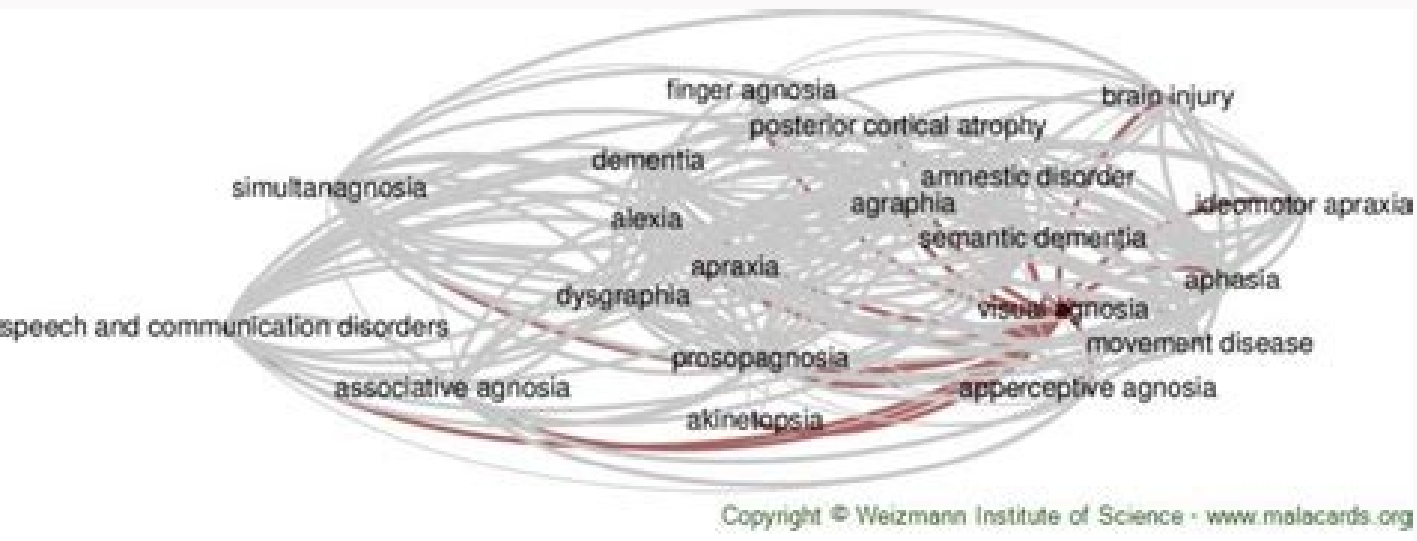 finger agnosia
brain injury
posterior cortical atrophy
dementia
amnestic disorder
simultanagnosia
agraphia
ideomotor apraxia
alexia
semantic dementia
apraxia
aphasia
dysgraphia
visual agnosia
speech and communication disorders
movement disease
prosopagnosia
associative agnosia
apperceptive agnosia
akinetopsia
Copyright © Weizmann Institute of Science - www.malacards.org